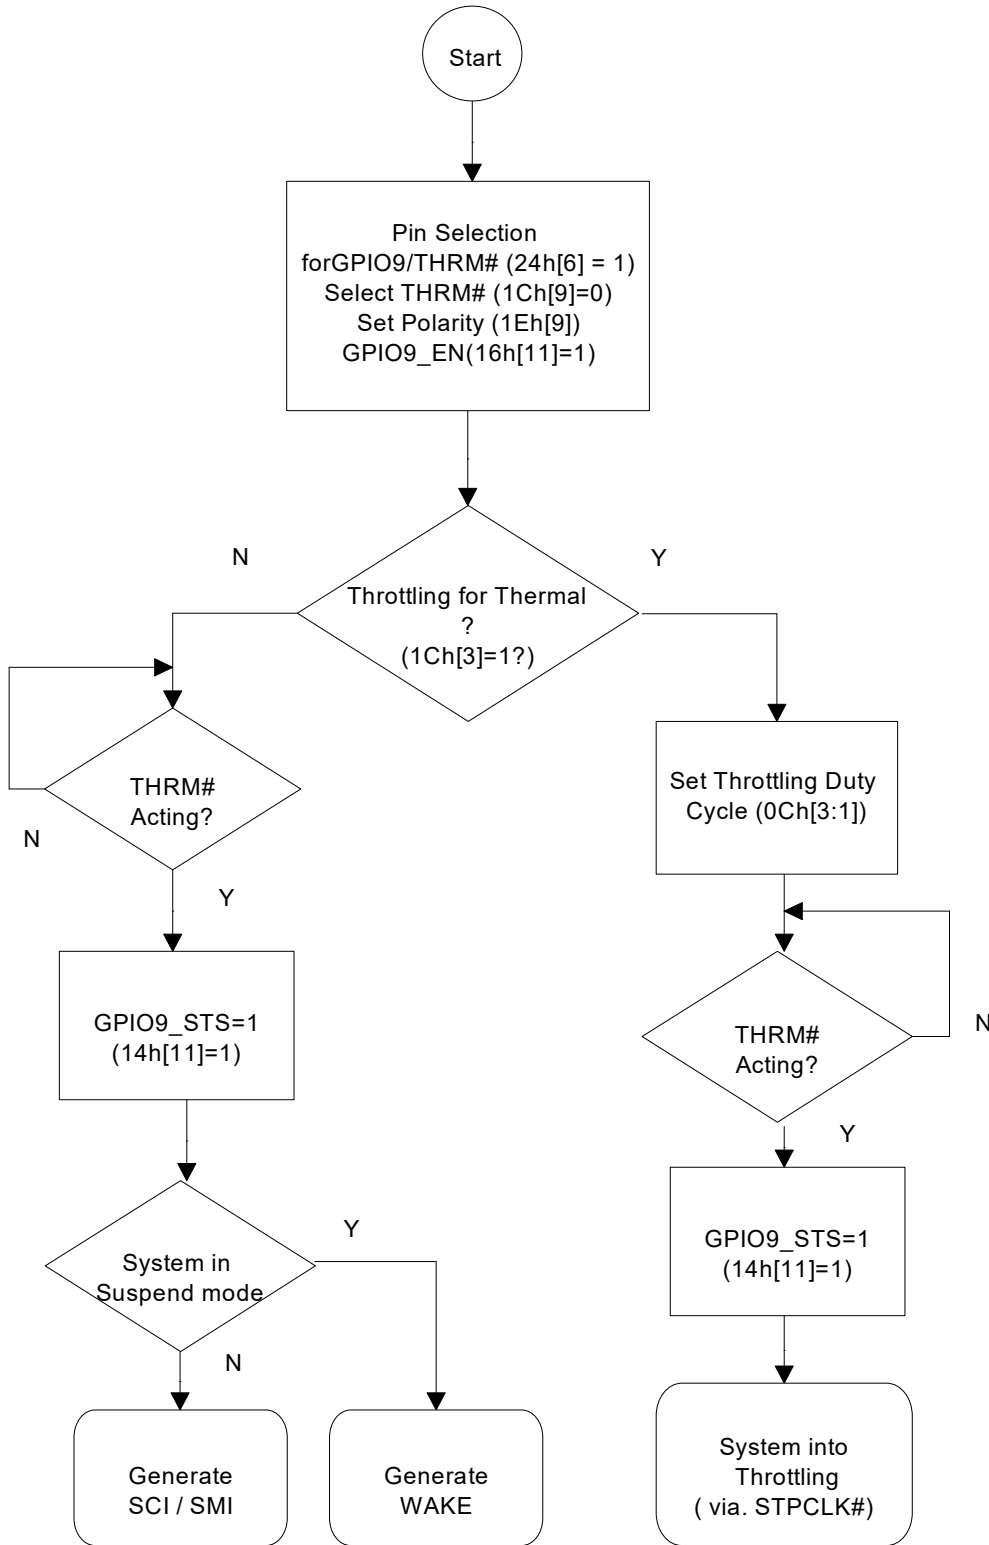 Start
Pin Selection
forGPIO9/THRM# (24h[6] = 1)
Select THRM# (1Ch[9]=0)
Set Polarity (1Eh[9])
GPIO9_EN(16h[11]=1)
N
Y
Throttling for Thermal
?
(1Ch[3]=1?)
THRM#
Acting?
N
Y
Set Throttling Duty
Cycle (0Ch[3:1])
GPIO9_STS=1
(14h[11]=1)
THRM#
Acting?
N
Y
System in
Suspend mode
Y
N
GPIO9_STS=1
(14h[11]=1)
Generate
SCI / SMI
Generate
WAKE
System into
Throttling
( via. STPCLK#)